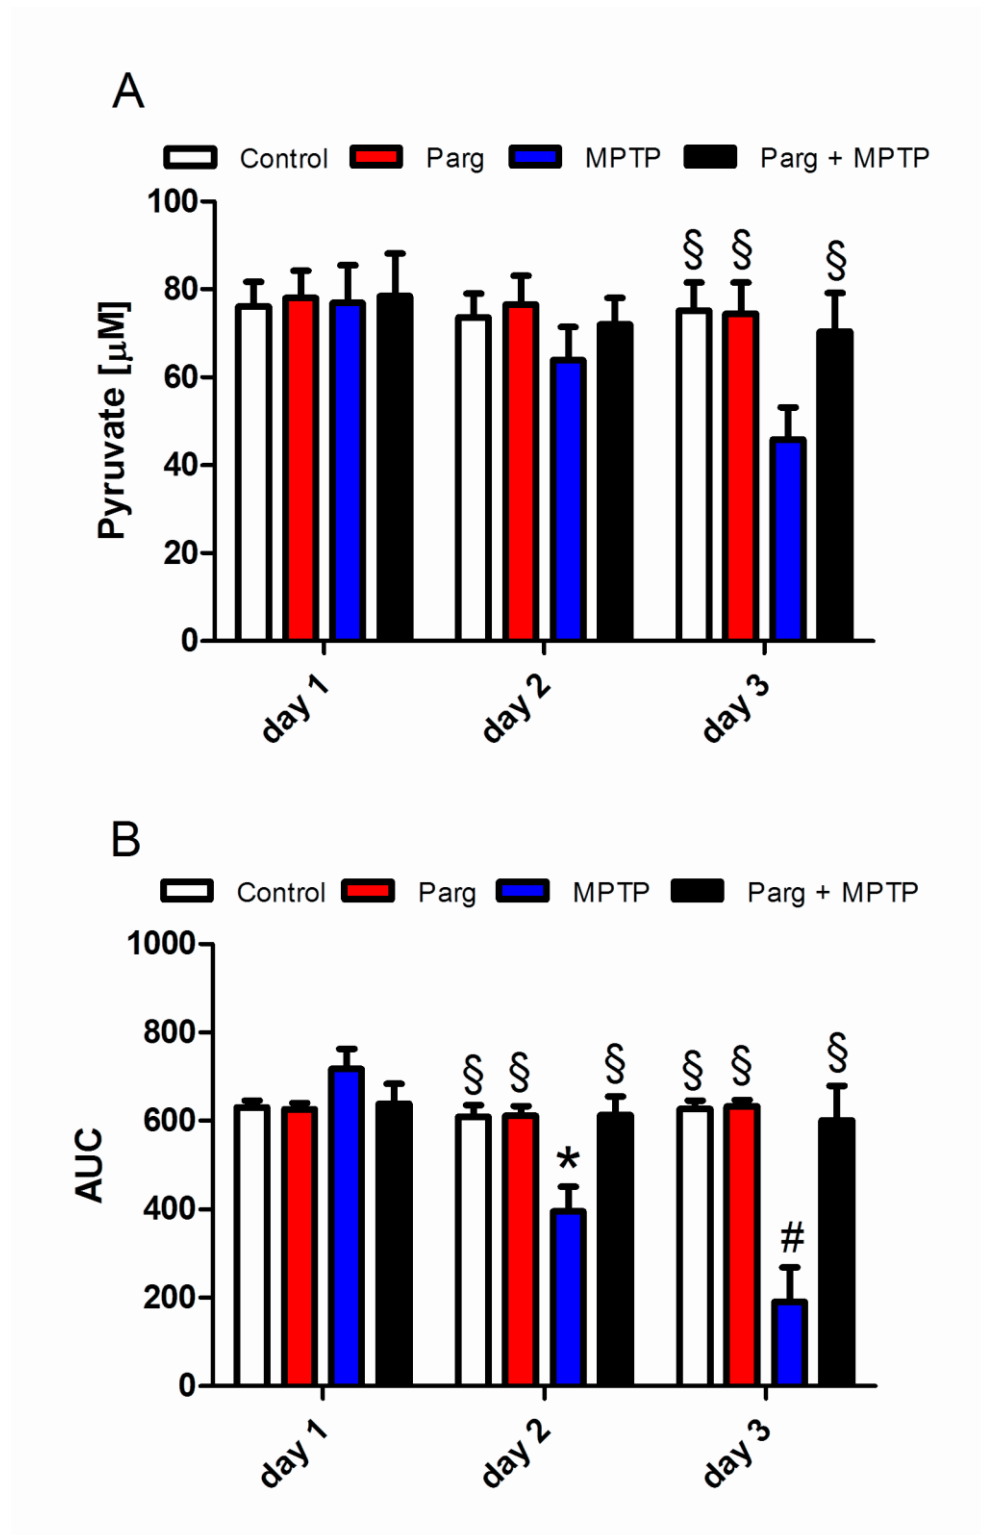 A
Control Parg MPTP Parg + MPTP
Pyruvate [µM]
100
80
60
40
20
0
§ § §
day 1 day 2 day 3
B
Control Parg MPTP Parg + MPTP
AUC
1000
800
600
400
200
0
§ § * § § § # §
day 1 day 2 day 3